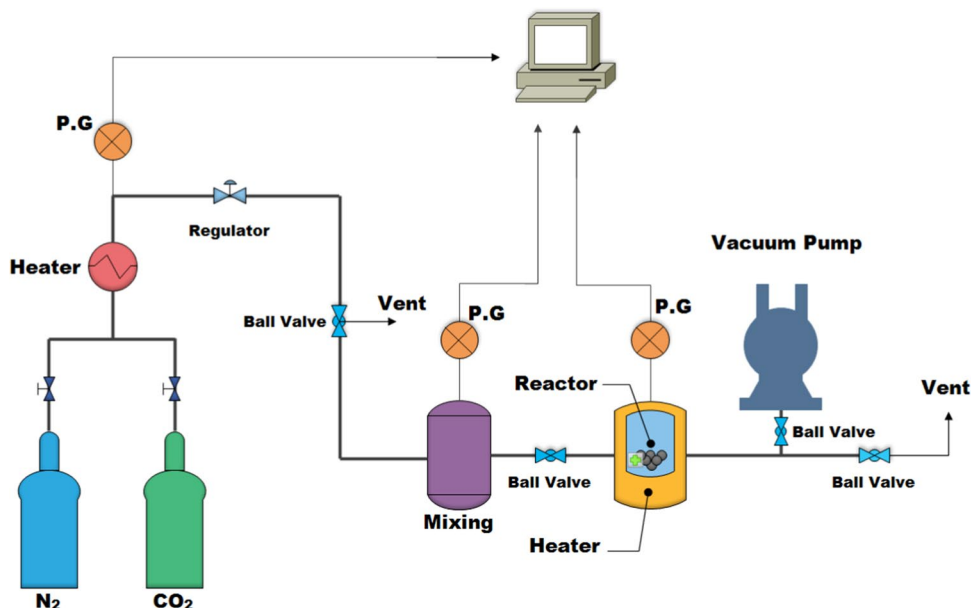 P.G
Regulator
Heater
Vacuum Pump
Vent
Ball Valve
P.G
P.G
Reactor
Vent
Ball Valve
Ball Valve
Ball Valve
Mixing
Heater
N₂
CO₂